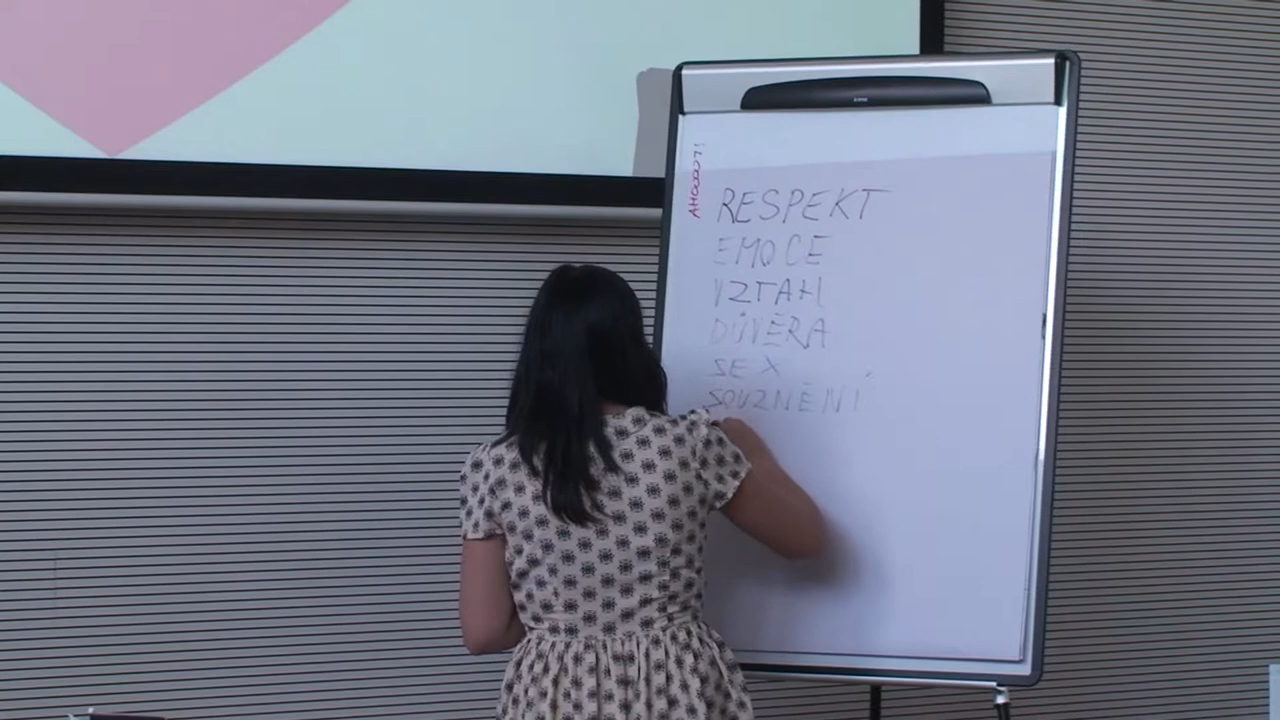 RESPEKT
EMOCE
VZTAH
DŮVĚRA
SEX
SOUZNĚNÍ